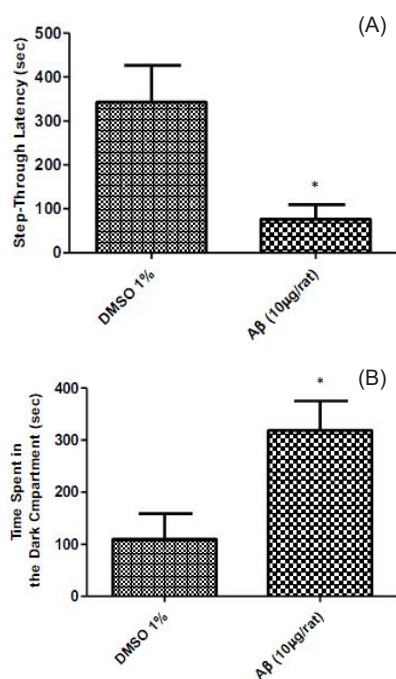 (A)
Step-Through Latency (sec)
500
400
300
200
100
0
*
DMSO 1%
Aβ (10µg/rat)
(B)
Time Spent in
the Dark Cmpartment (sec)
400
300
200
100
0
*
DMSO 1%
Aβ (10µg/rat)